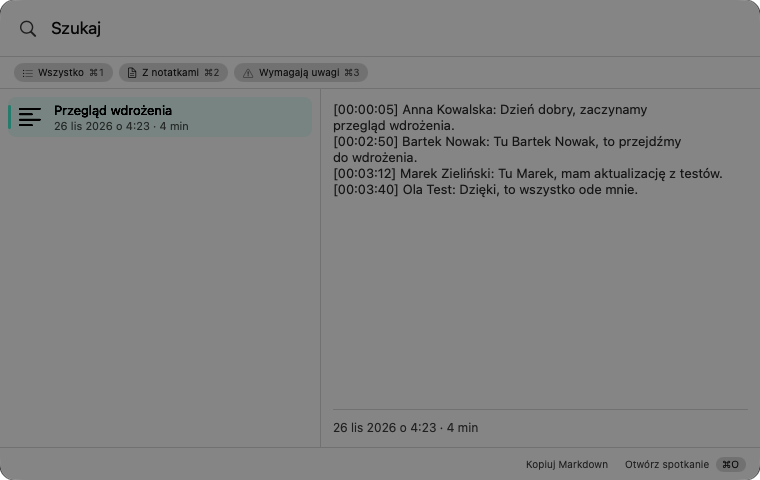 Szukaj
Wszystko ⌘1
Z notatkami ⌘2
Wymagają uwagi ⌘3
Przegląd wdrożenia
26 lis 2026 o 4:23 · 4 min
[00:00:05] Anna Kowalska: Dzień dobry, zaczynamy
przegląd wdrożenia.
[00:02:50] Bartek Nowak: Tu Bartek Nowak, to przejdźmy
do wdrożenia.
[00:03:12] Marek Zieliński: Tu Marek, mam aktualizację z testów.
[00:03:40] Ola Test: Dzięki, to wszystko ode mnie.
26 lis 2026 o 4:23 · 4 min
Kopiuj Markdown
Otwórz spotkanie ⌘O